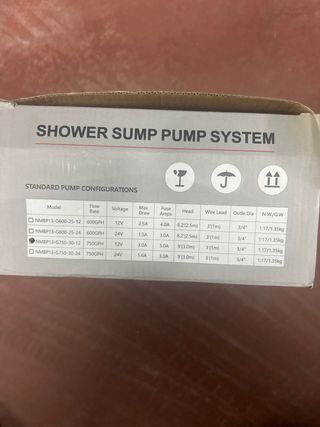 SHOWER SUMP PUMP SYSTEM
STANDARD PUMP CONFIGURATIONS
Model Flow Rate Voltage Max Draw Fuse Amps Head Wire Lead Outle Dia N.W./G.W
NMBP13-G600-25-12 600GPH 12V 2.5A 4.0A 8.2'(2.5m) 3'(1m) 3/4" 1.17/1.35kg
NMBP13-G600-25-24 600GPH 24V 1.5A 3.0A 8.2'(2.5m) 3'(1m) 3/4" 1.17/1.35kg
NMBP13-G750-30-12 750GPH 12V 3.0A 5.0A 9'(3.0m) 3'(1m) 3/4" 1.17/1.35kg
NMBP13-G750-30-24 750GPH 24V 1.6A 3.0A 9'(3.0m) 3'(1m) 3/4" 1.17/1.35kg